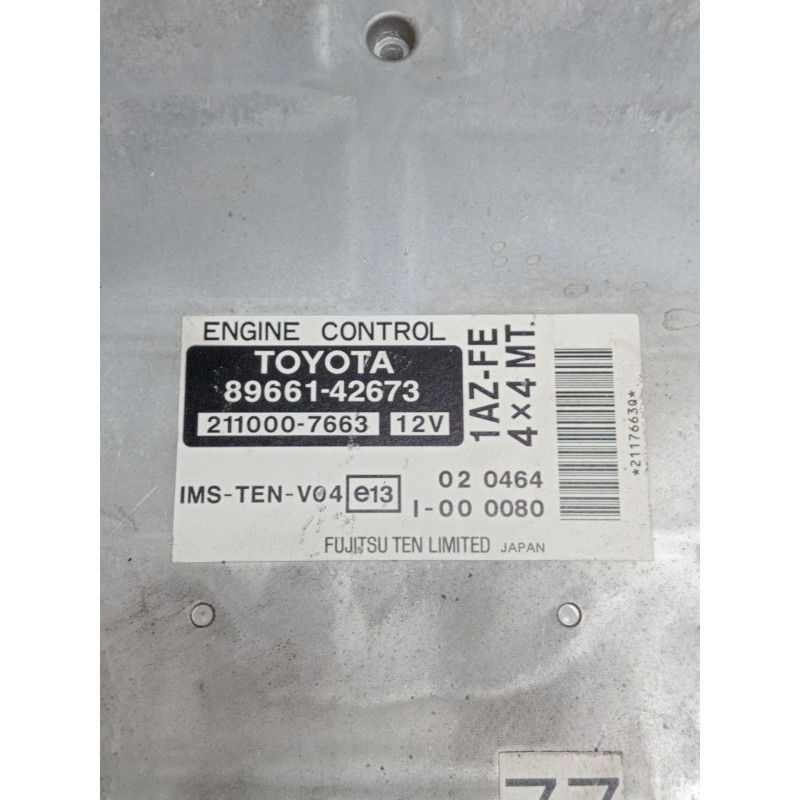 ENGINE CONTROL
TOYOTA
89661-42673
211000-7663 12V
1AZ-FE
4×4 MT.
*2117663Q*
IMS-TEN-V04 e13
02 0464
I-00 0080
FUJITSU TEN LIMITED JAPAN